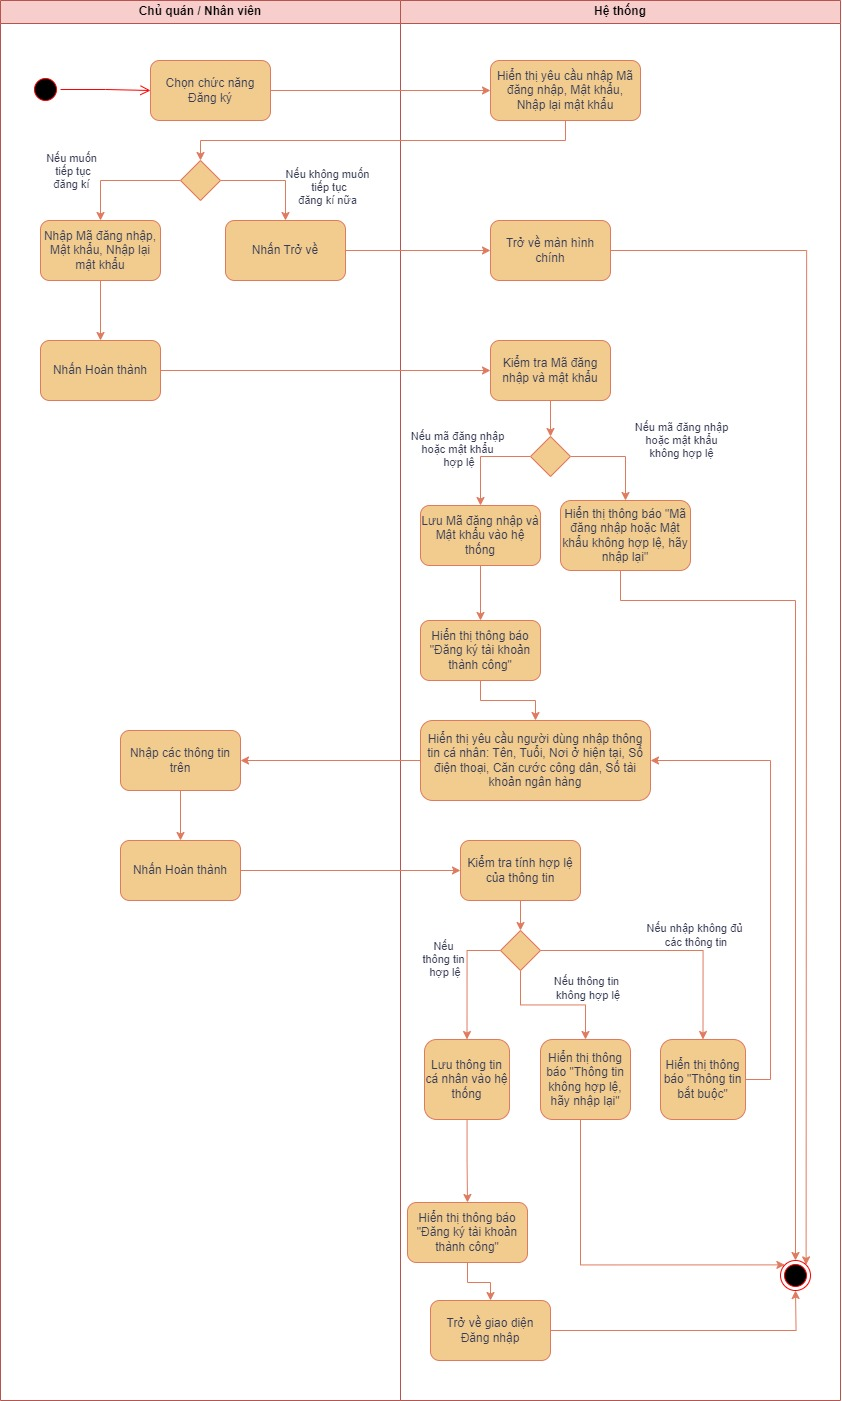 Chủ quán / Nhân viên
Hệ thống
Chọn chức năng
Đăng ký
Hiển thị yêu cầu nhập Mã
đăng nhập, Mật khẩu,
Nhập lại mật khẩu
Nếu muốn
tiếp tục
đăng kí
Nếu không muốn
tiếp tục
đăng kí nữa
Nhập Mã đăng nhập,
Mật khẩu, Nhập lại
mật khẩu
Nhấn Trở về
Trở về màn hình
chính
Nhấn Hoàn thành
Kiểm tra Mã đăng
nhập và mật khẩu
Nếu mã đăng nhập
hoặc mật khẩu
hợp lệ
Nếu mã đăng nhập
hoặc mật khẩu
không hợp lệ
Lưu Mã đăng nhập và
Mật khẩu vào hệ
thống
Hiển thị thông báo "Mã
đăng nhập hoặc Mật
khẩu không hợp lệ, hãy
nhập lại"
Hiển thị thông báo
"Đăng ký tài khoản
thành công"
Hiển thị yêu cầu người dùng nhập thông
tin cá nhân: Tên, Tuổi, Nơi ở hiện tại, Số
điện thoại, Căn cước công dân, Số tài
khoản ngân hàng
Nhập các thông tin
trên
Nhấn Hoàn thành
Kiểm tra tính hợp lệ
của thông tin
Nếu
thông tin
hợp lệ
Nếu thông tin
không hợp lệ
Nếu nhập không đủ
các thông tin
Lưu thông tin
cá nhân vào hệ
thống
Hiển thị thông
báo "Thông tin
không hợp lệ,
hãy nhập lại"
Hiển thị thông
báo "Thông tin
bắt buộc"
Hiển thị thông báo
"Đăng ký tài khoản
thành công"
Trở về giao diện
Đăng nhập